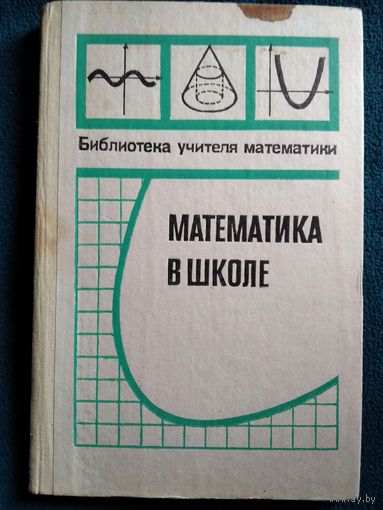 Библиотека учителя математики
МАТЕМАТИКА
В ШКОЛЕ